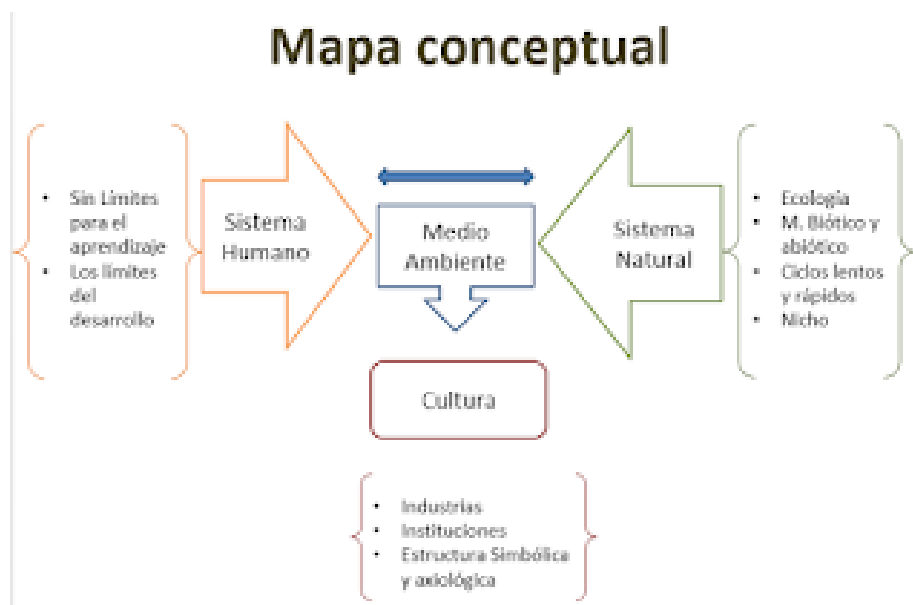 Mapa conceptual
• Sin Limites
para el
aprendizaje
• Los limites
del
desarrollo
Sistema
Humano
Medio
Ambiente
Sistema
Natural
• Ecología
• M. Biótico y
abiótico
• Ciclos lentos
y rápidos
• Nicho
Cultura
• Industrias
• Instituciones
• Estructura Simbólica
y axiológica